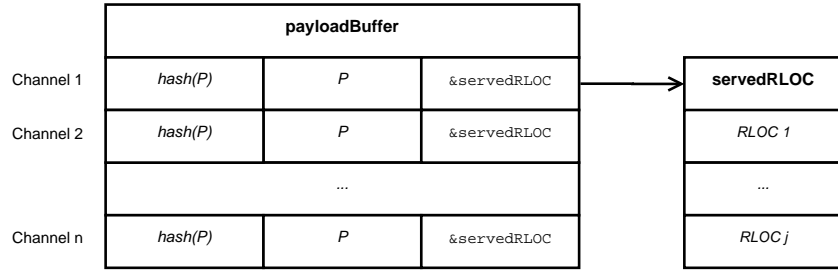 payloadBuffer
Channel 1 hash(P) P &servedRLOC servedRLOC
Channel 2 hash(P) P &servedRLOC RLOC 1
... ...
Channel n hash(P) P &servedRLOC RLOC j